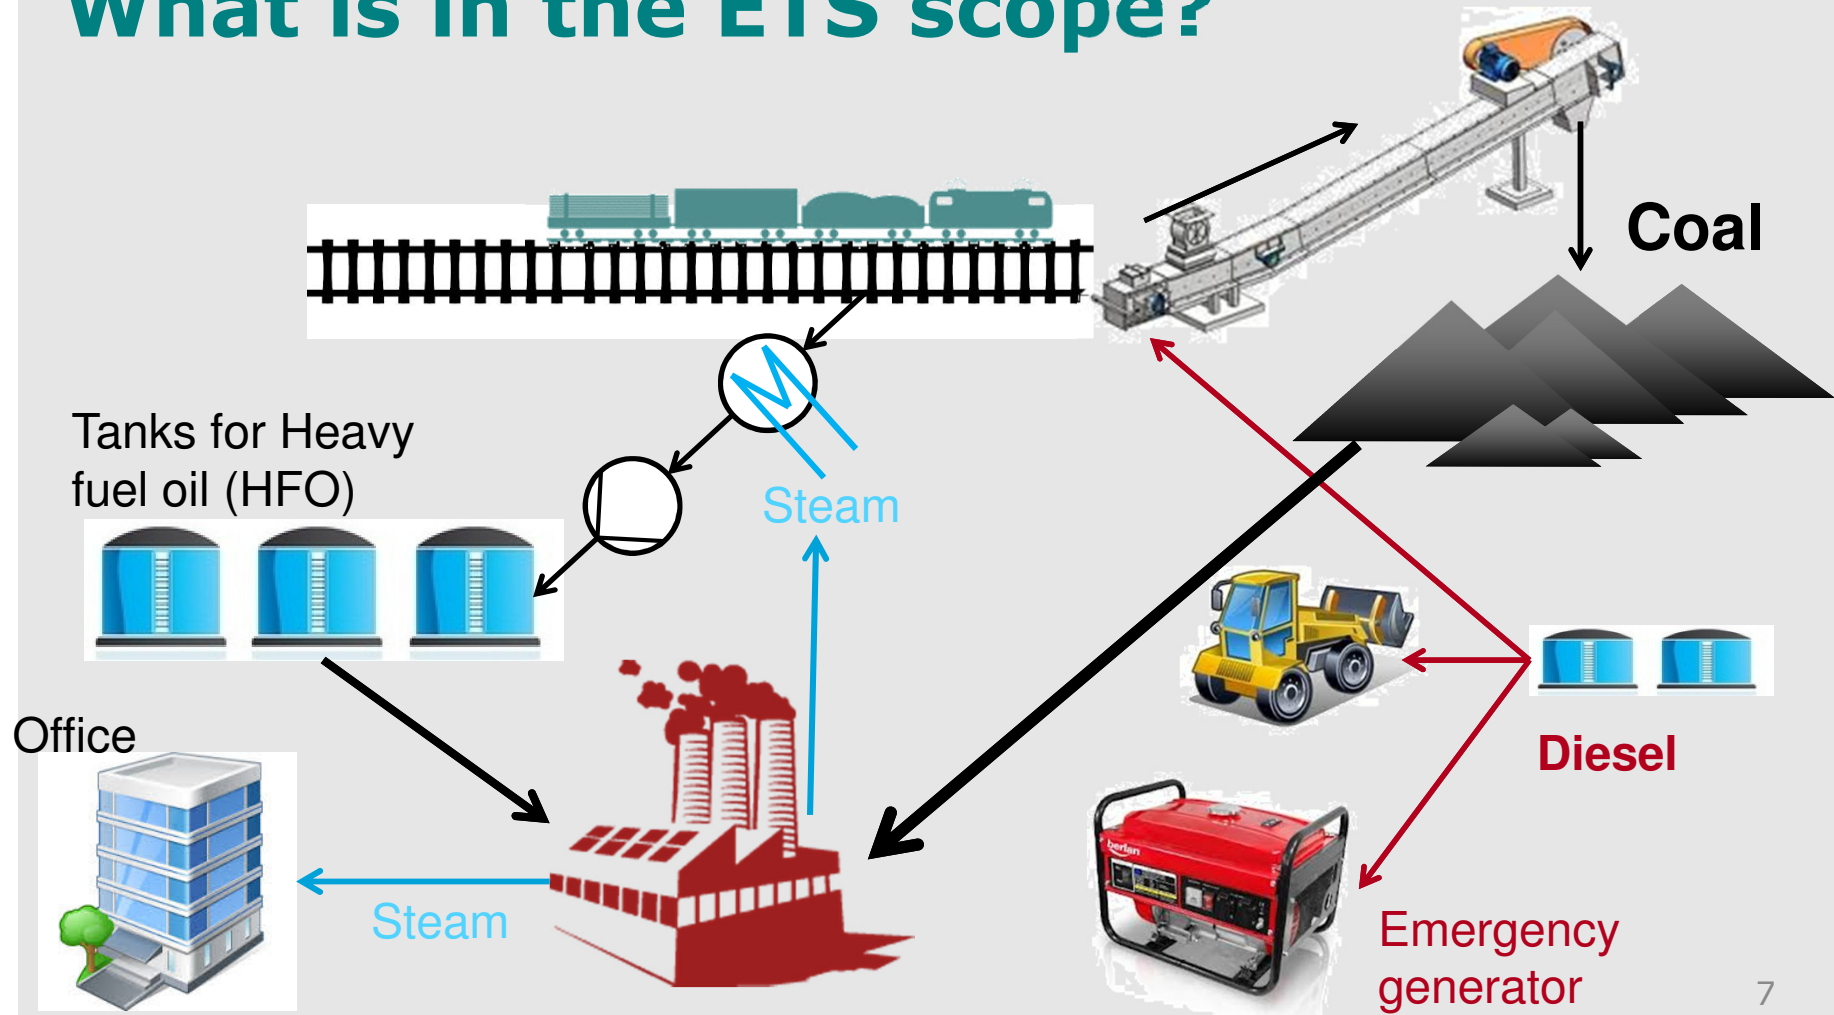 What is in the ETS scope?
Coal
Tanks for Heavy
fuel oil (HFO)
Steam
Office
Diesel
berlan
Steam
Emergency
generator
7